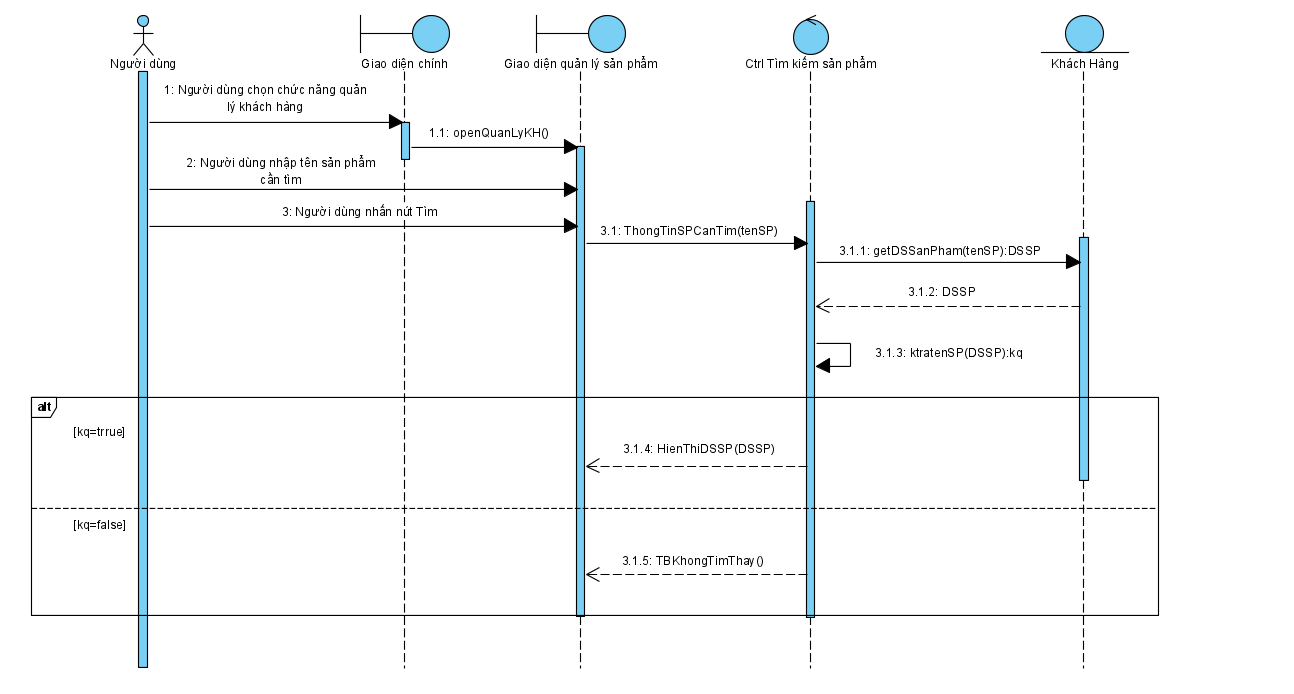 Người dùng
Giao diện chính
Giao diện quản lý sản phẩm
Ctrl Tìm kiếm sản phẩm
Khách Hàng
1: Người dùng chọn chức năng quản
lý khách hàng
1.1: openQuanLyKH()
2: Người dùng nhập tên sản phẩm
cần tìm
3: Người dùng nhấn nút Tìm
3.1: ThongTinSPCanTim(tenSP)
3.1.1: getDSSanPham(tenSP):DSSP
3.1.2: DSSP
3.1.3: ktratenSP(DSSP):kq
alt
[kq=trrue]
3.1.4: HienThiDSSP(DSSP)
[kq=false]
3.1.5: TBKhongTimThay()